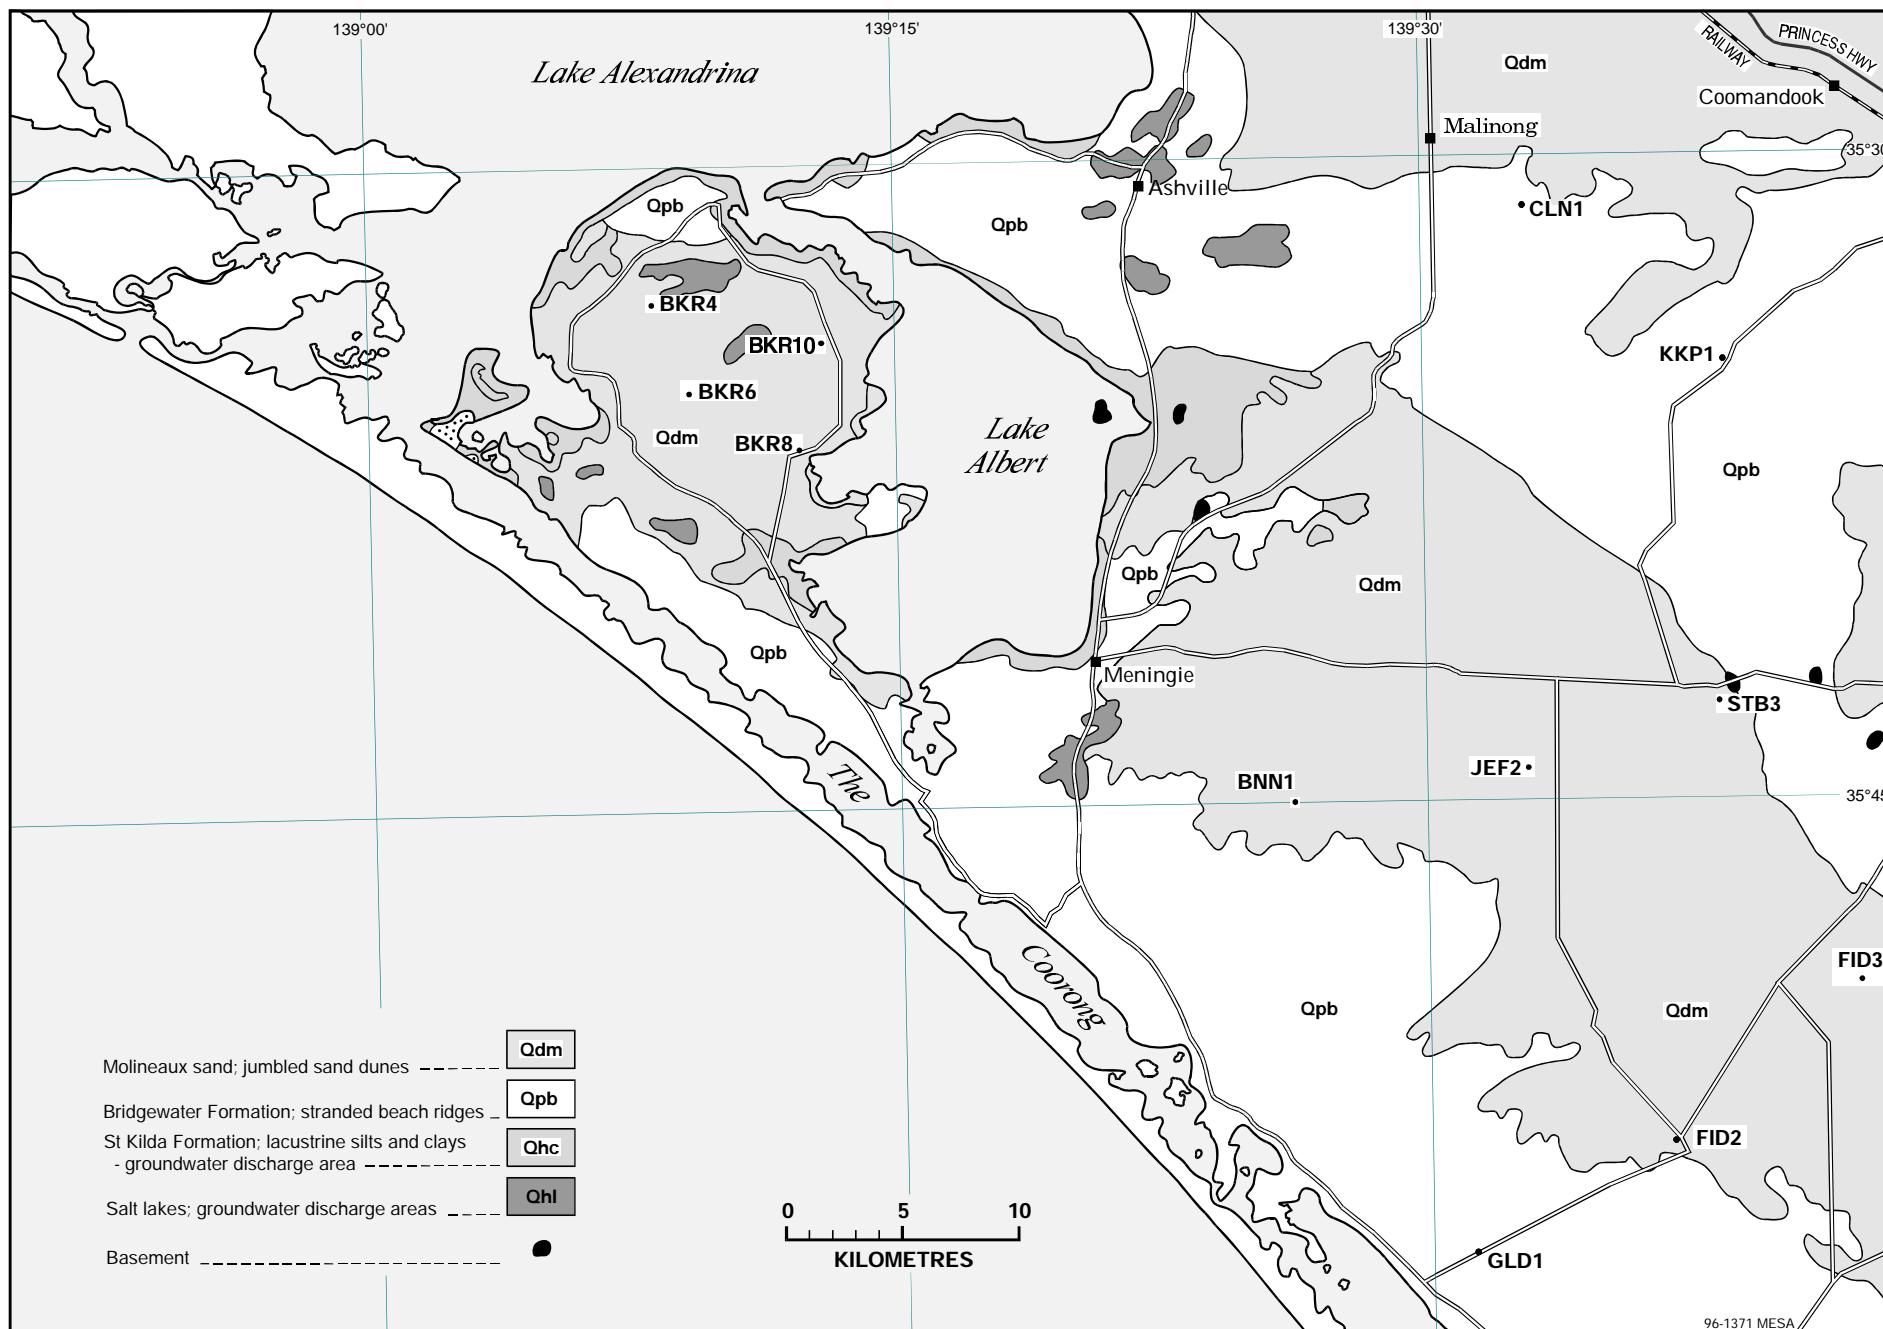 139°00'
139°15'
139°30'
Lake Alexandrina
Qdm
RAILWAY
PRINCESS HWY
Coomandook
Malinong
35°30
Ashville
Qpb
Qpb
CLN1
BKR4
BKR10
KKP1
BKR6
Qdm
BKR8
Lake
Albert
Qpb
Qpb
Qdm
Qpb
Meningie
STB3
The
JEF2
BNN1
35°45
Coorong
FID3
Qpb
Qdm
Molineaux sand; jumbled sand dunes
Qdm
Bridgewater Formation; stranded beach ridges
Qpb
St Kilda Formation; lacustrine silts and clays
- groundwater discharge area
Qhc
Salt lakes; groundwater discharge areas
Qhl
Basement
0 5 10
KILOMETRES
FID2
GLD1
96-1371 MESA